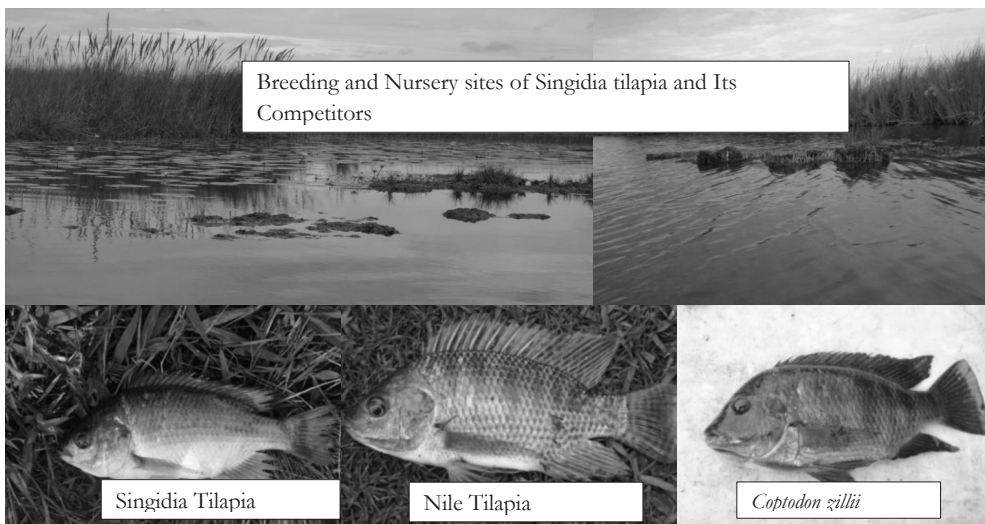 Breeding and Nursery sites of Singidia tilapia and Its
Competitors
Singidia Tilapia
Nile Tilapia
Coptodon zillii